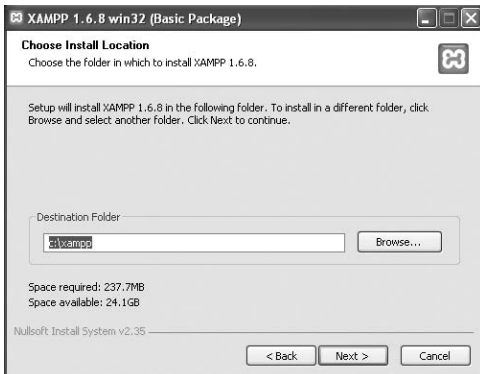 XAMPP 1.6.8 win32 (Basic Package)
Choose Install Location
Choose the folder in which to install XAMPP 1.6.8.
Setup will install XAMPP 1.6.8 in the following folder. To install in a different folder, click
Browse and select another folder. Click Next to continue.
Destination Folder
c:\xampp
Browse...
Space required: 237.7MB
Space available: 24.1GB
Nullsoft Install System v2.35
< Back
Next >
Cancel